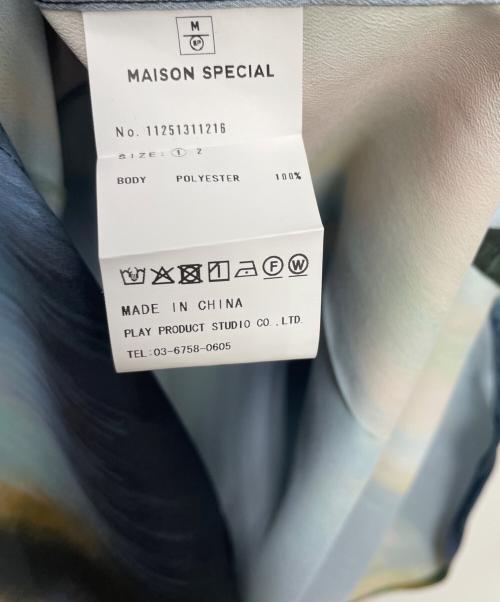 M
MAISON SPECIAL
No. 11251311216
SIZE: ① 2
BODY POLYESTER 100%
F W
MADE IN CHINA
PLAY PRODUCT STUDIO CO.,LTD.
TEL:03-6758-0605